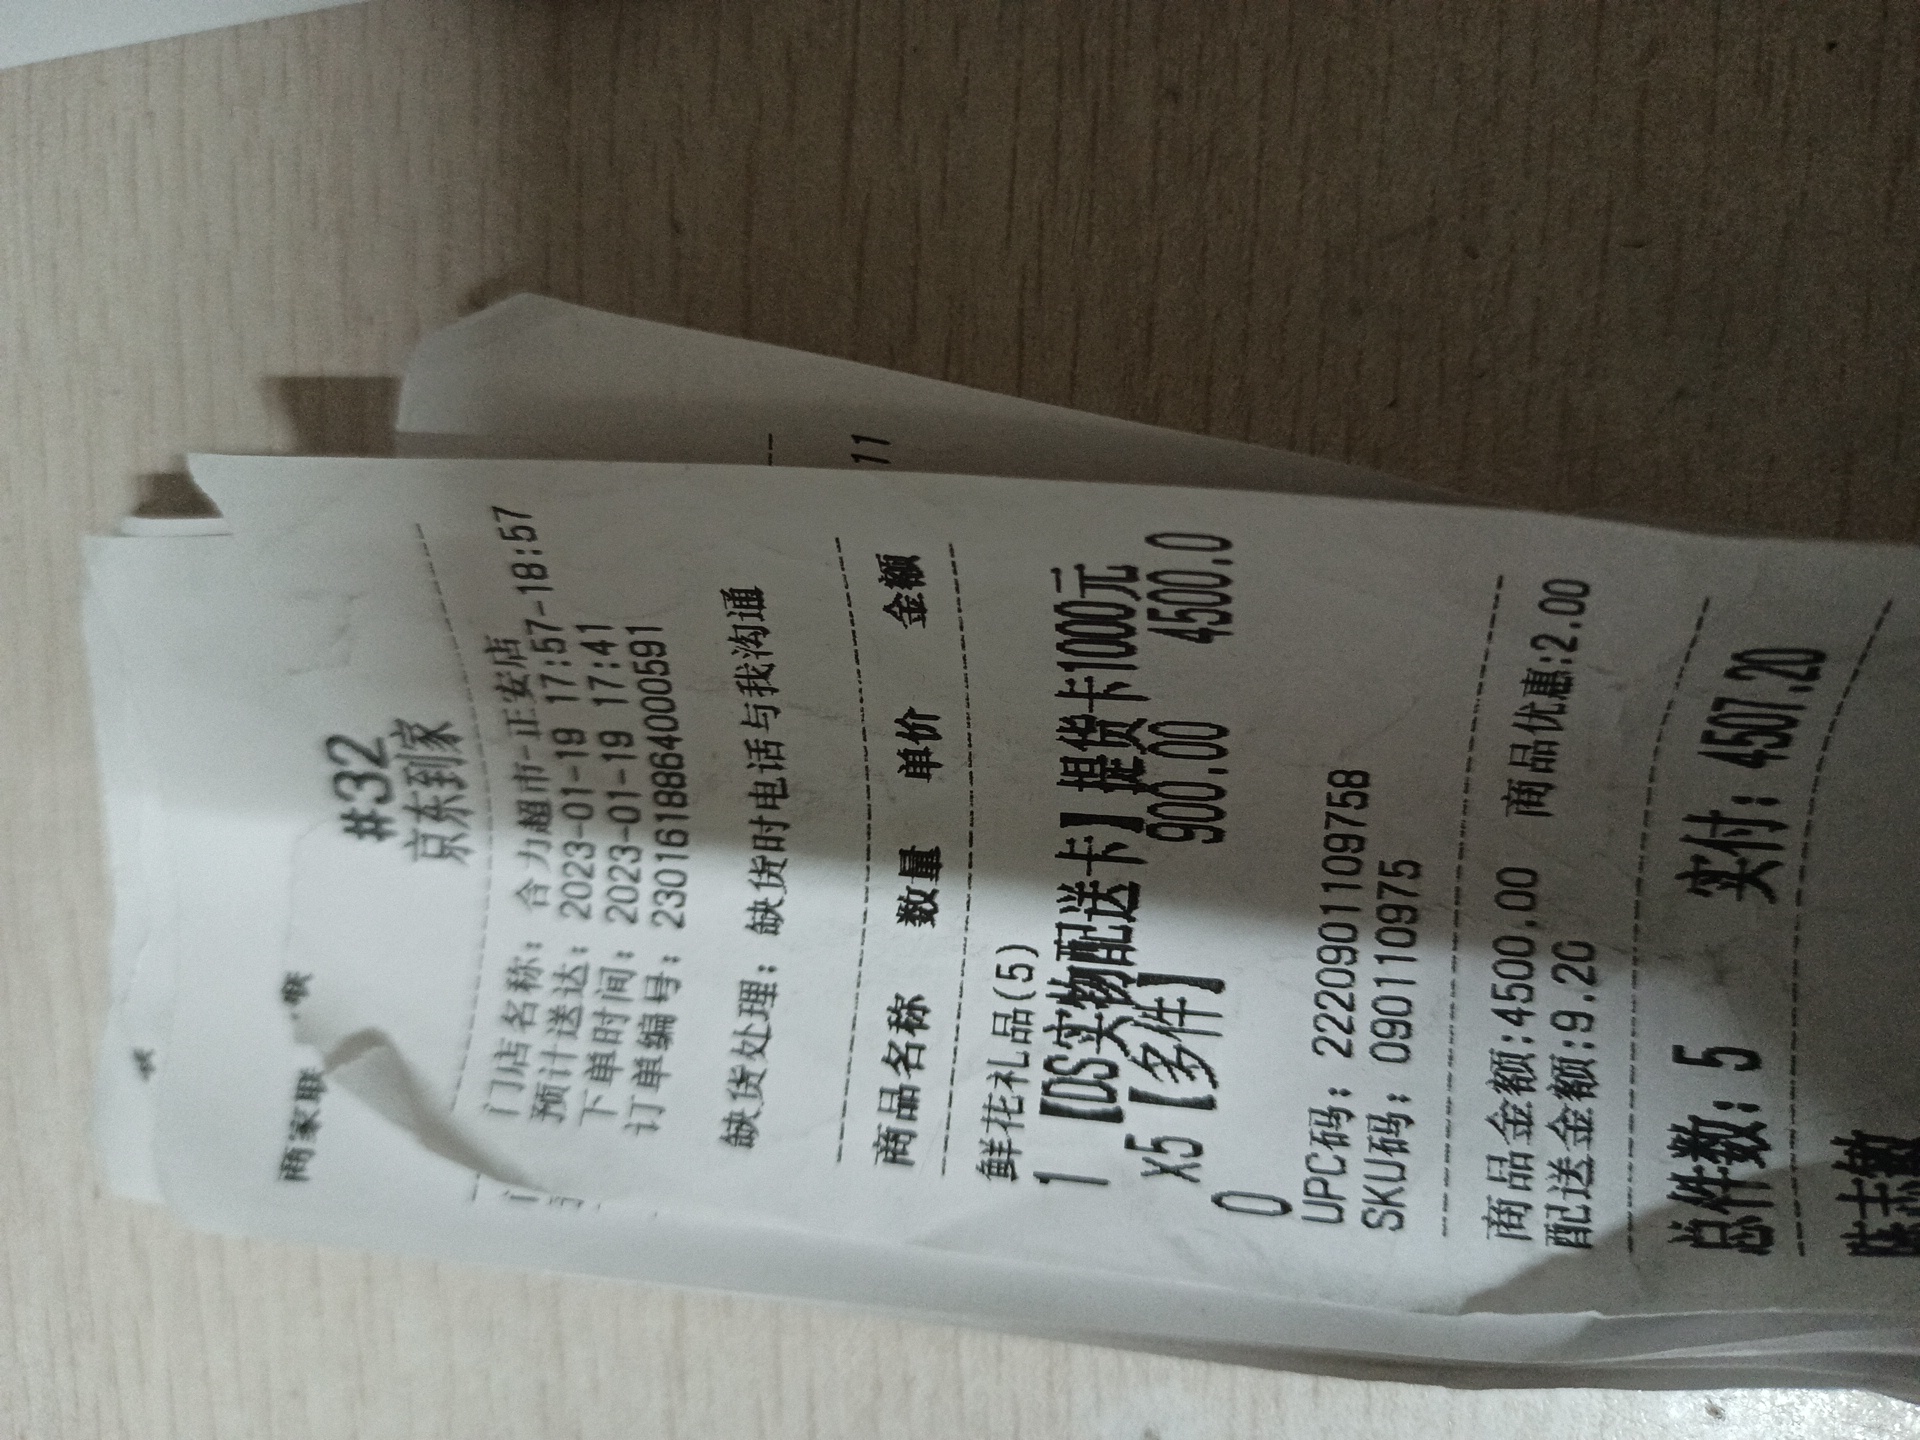 商家联
#32
京东到家
门店名称: 合力超市-正安店
预计送达: 2023-01-19 17:57-18:57
下单时间: 2023-01-19 17:41
订单编号: 2301618864000591
缺货处理: 缺货时电话与我沟通
商品名称 数量 单价 金额
鲜花礼品(5)
1 【DS实物配送卡】提货卡1000元
x5【多件】 900.00 4500.0
0
UPC码: 2220901109758
SKU码: 090110975
商品金额:4500.00 商品优惠:2.00
配送金额:9.20
总件数: 5 实付: 4507.20
陈志敏
11